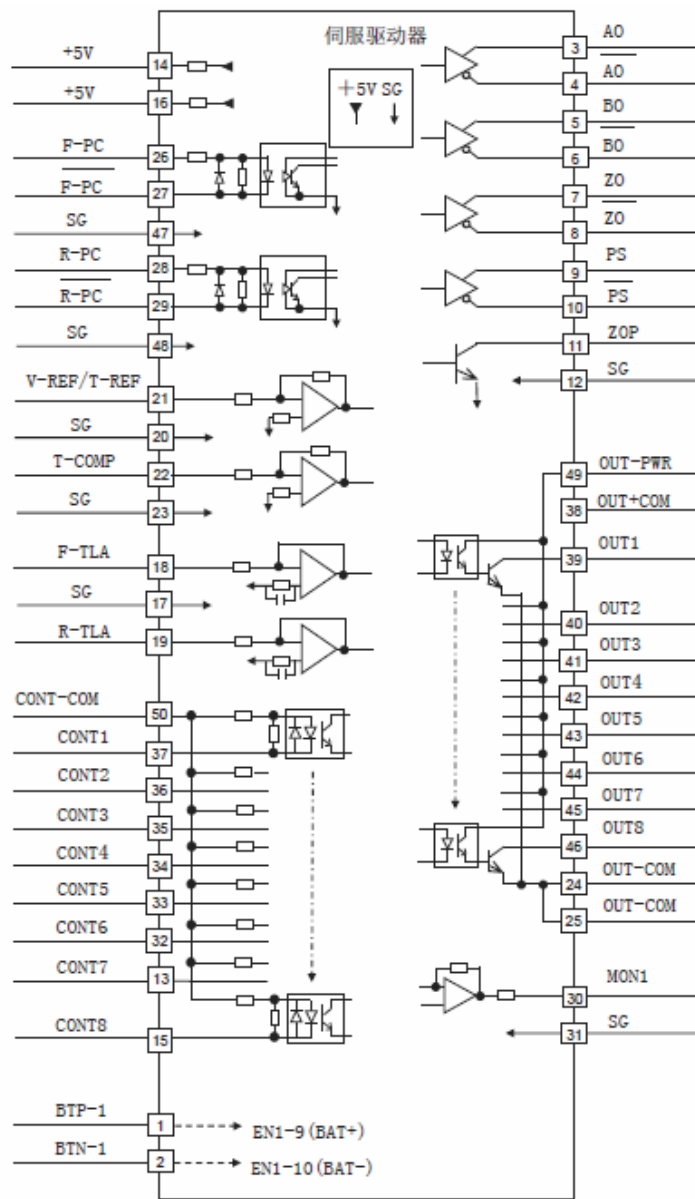 伺服驱动器
+5V SG
+5V
14
+5V
16
F-PC
26
F-PC
27
SG
47
R-PC
28
R-PC
29
SG
48
V-REF/T-REF
21
SG
20
T-COMP
22
SG
23
F-TLA
18
SG
17
R-TLA
19
CONT-COM
50
CONT1
37
CONT2
36
CONT3
35
CONT4
34
CONT5
33
CONT6
32
CONT7
13
CONT8
15
BTP-1
1
EN1-9(BAT+)
BTN-1
2
EN1-10(BAT-)
3
AO
4
AO
5
BO
6
BO
7
ZO
8
ZO
9
PS
10
PS
11
ZOP
12
SG
49
OUT-PWR
38
OUT+COM
39
OUT1
40
OUT2
41
OUT3
42
OUT4
43
OUT5
44
OUT6
45
OUT7
46
OUT8
24
OUT-COM
25
OUT-COM
30
MON1
31
SG